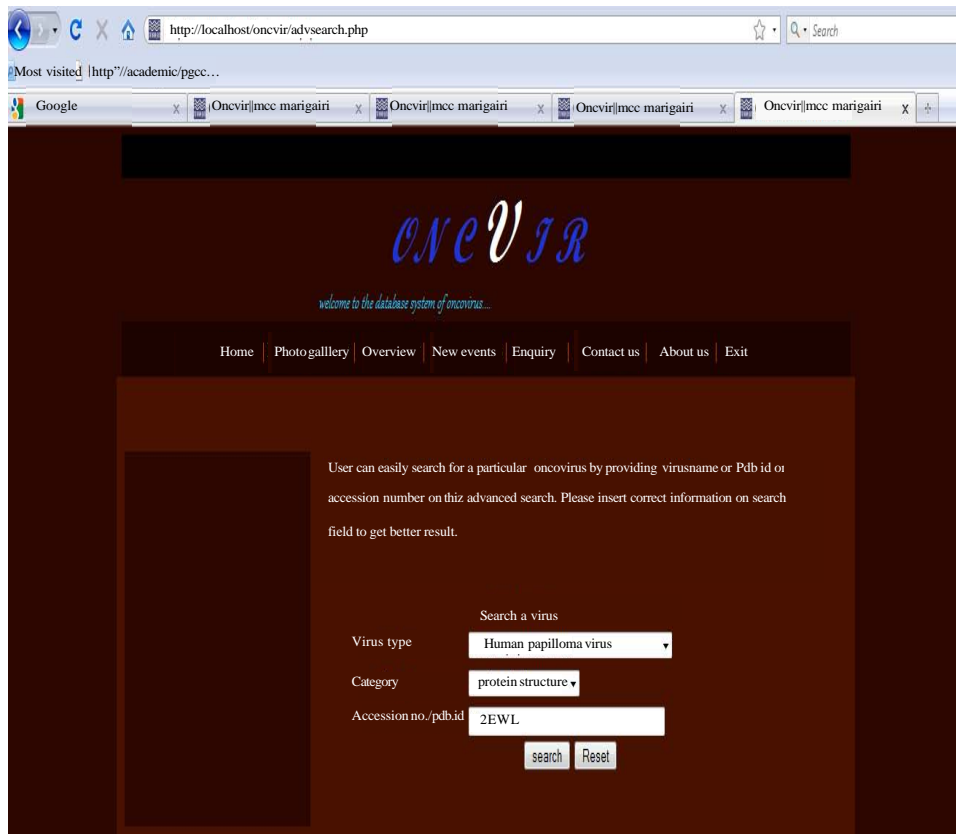 http://localhost/oncvir/advsearch.php Search
Most visited http"//academic/pgcc...
Google x Oncvir||mcc marigairi x Oncvir||mcc marigairi x Oncvir||mcc marigairi x Oncvir||mcc marigairi x
ONCVIR
welcome to the database system of oncovirus....
Home | Photo galllery | Overview | New events | Enquiry | Contact us | About us | Exit
User can easily search for a particular oncovirus by providing virusname or Pdb id or
accession number on thiz advanced search. Please insert correct information on search
field to get better result.
Search a virus
Virus type Human papilloma virus
Category protein structure
Accession no./pdb.id 2EWL
search Reset